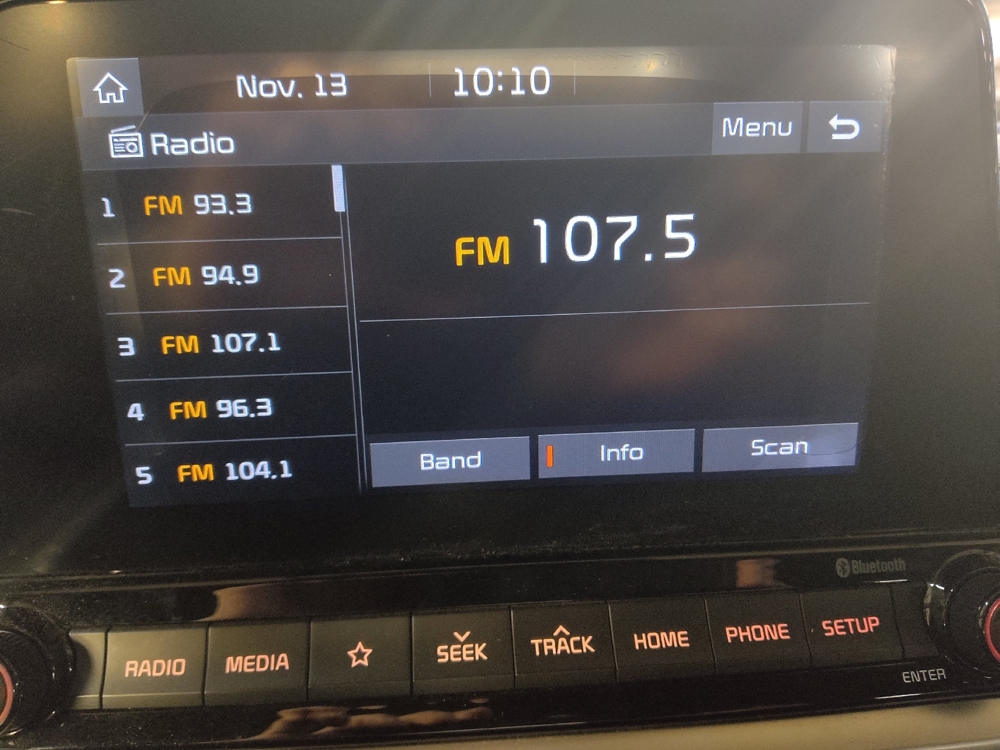 Nov. 13 10:10
Radio Menu
1 FM 93.3
2 FM 94.9
3 FM 107.1
4 FM 96.3
5 FM 104.1
FM 107.5
Band Info Scan
Bluetooth
RADIO MEDIA SEEK TRACK HOME PHONE SETUP
ENTER